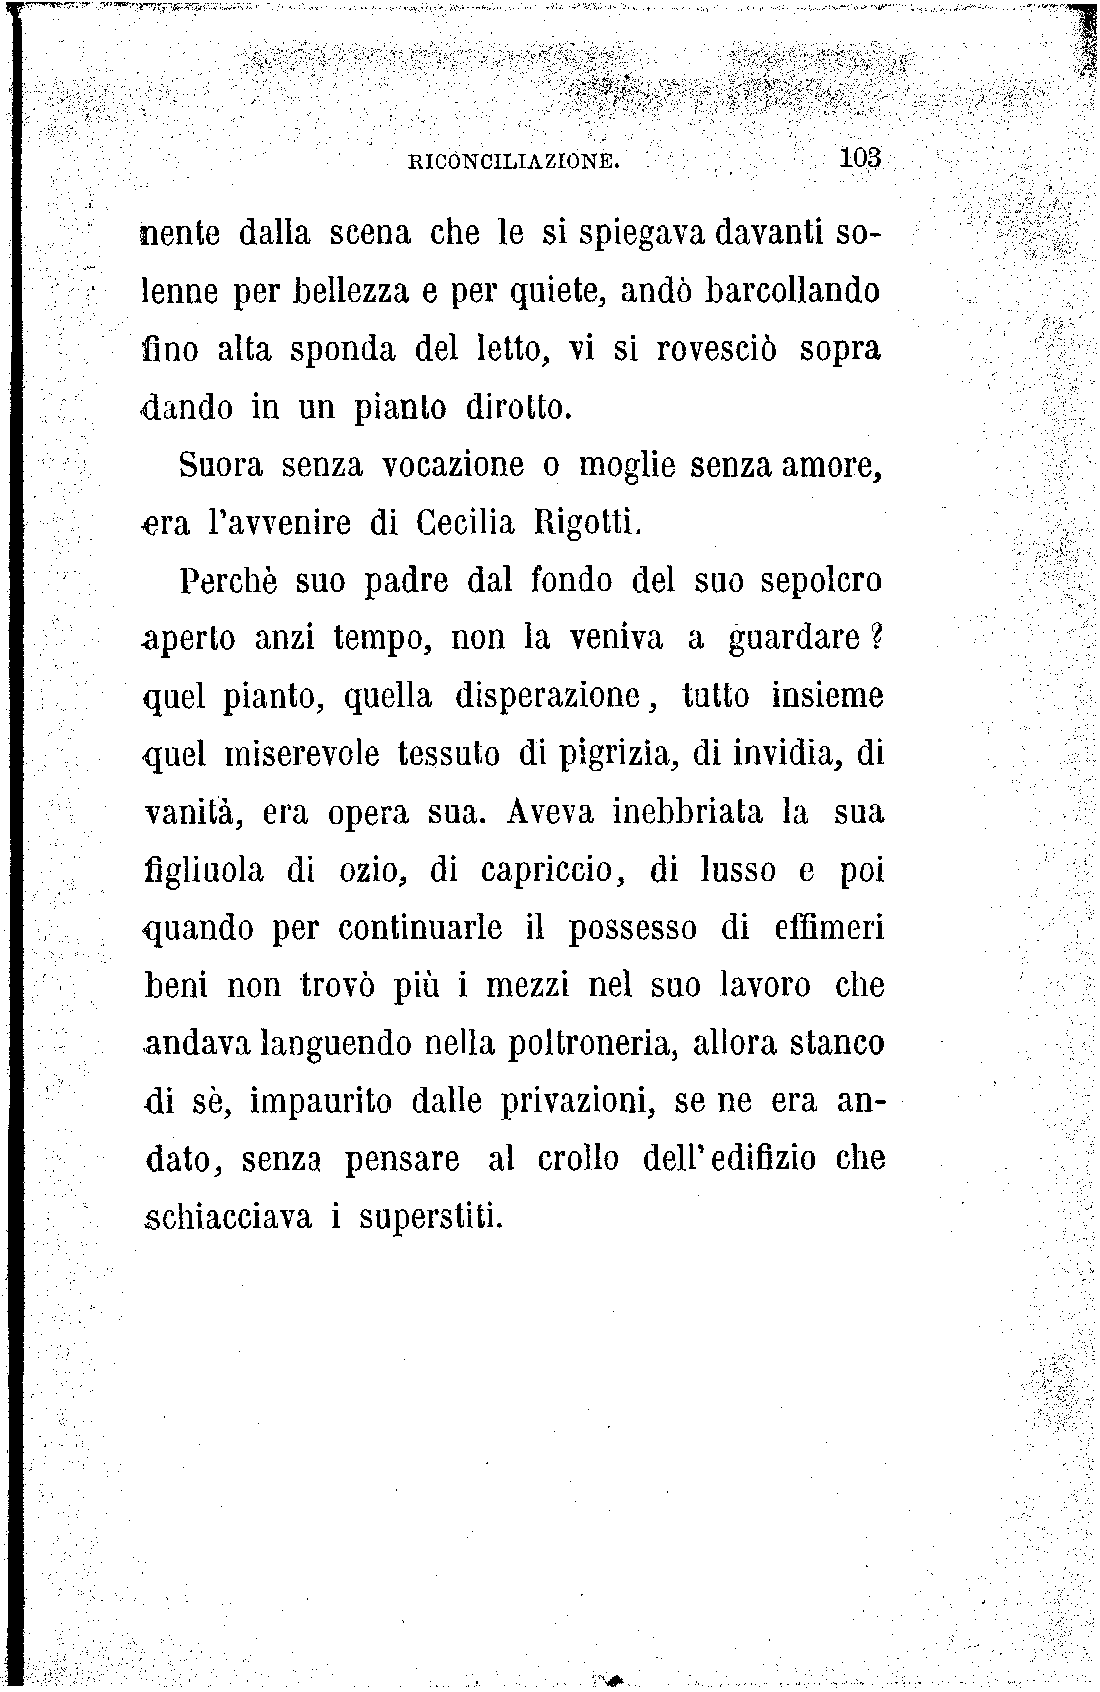 RICONCILIAZIONE. 103
nente dalla scena che le si spiegava davanti so-
lenne per bellezza e per quiete, andò barcollando
fino alta sponda del letto, vi si rovesciò sopra
dando in un pianto dirotto.
Suora senza vocazione o moglie senza amore,
era l'avvenire di Cecilia Rigotti.
Perchè suo padre dal fondo del suo sepolcro
aperto anzi tempo, non la veniva a guardare ?
quel pianto, quella disperazione, tutto insieme
quel miserevole tessuto di pigrizia, di invidia, di
vanità, era opera sua. Aveva inebbriata la sua
figliuola di ozio, di capriccio, di lusso e poi
quando per continuarle il possesso di effimeri
beni non trovò più i mezzi nel suo lavoro che
andava languendo nella poltroneria, allora stanco
di sè, impaurito dalle privazioni, se ne era an-
dato, senza pensare al crollo dell'edifizio che
schiacciava i superstiti.